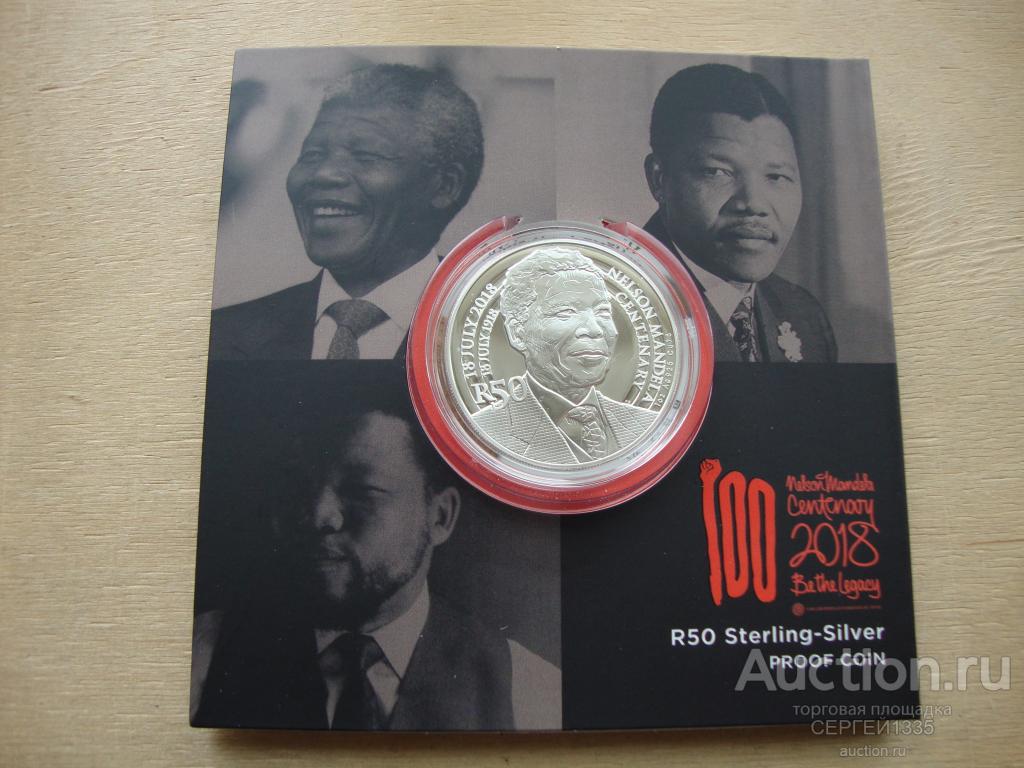 18 JULY 2018
18 JULY 1918
NELSON MANDELA
CENTENARY
R50
100
Nelson Mandela
Centenary
2018
Be the Legacy
R50 Sterling-Silver
PROOF COIN
Auction.ru
торговая площадка
СЕРГЕЙ1335
auction.ru